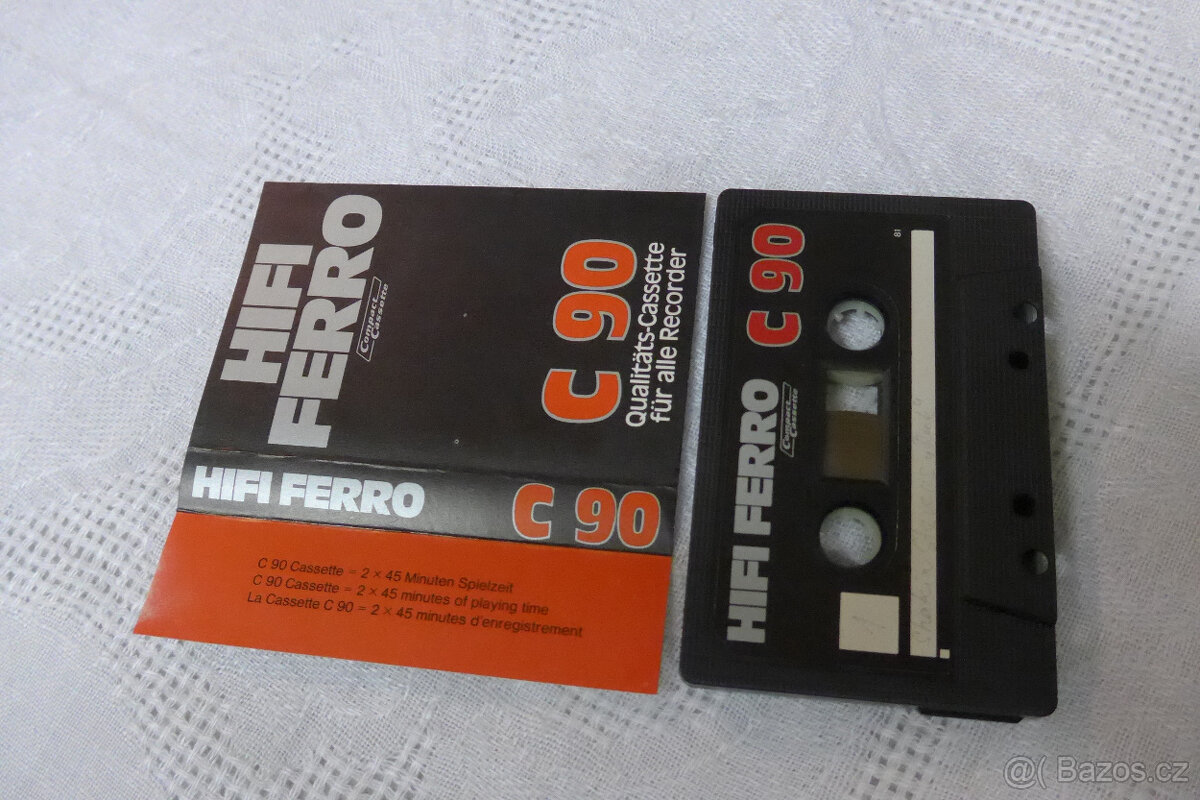 HIFI
FERRO
Compact
Cassette
C 90
Qualitäts-Cassette
für alle Recorder
HIFI FERRO C 90
C 90 Cassette = 2 × 45 Minuten Spielzeit
C 90 Cassette = 2 × 45 minutes of playing time
La Cassette C 90 = 2 × 45 minutes d'enregistrement
HIFI FERRO C 90
Compact
Cassette
81
1
@( Bazos.cz